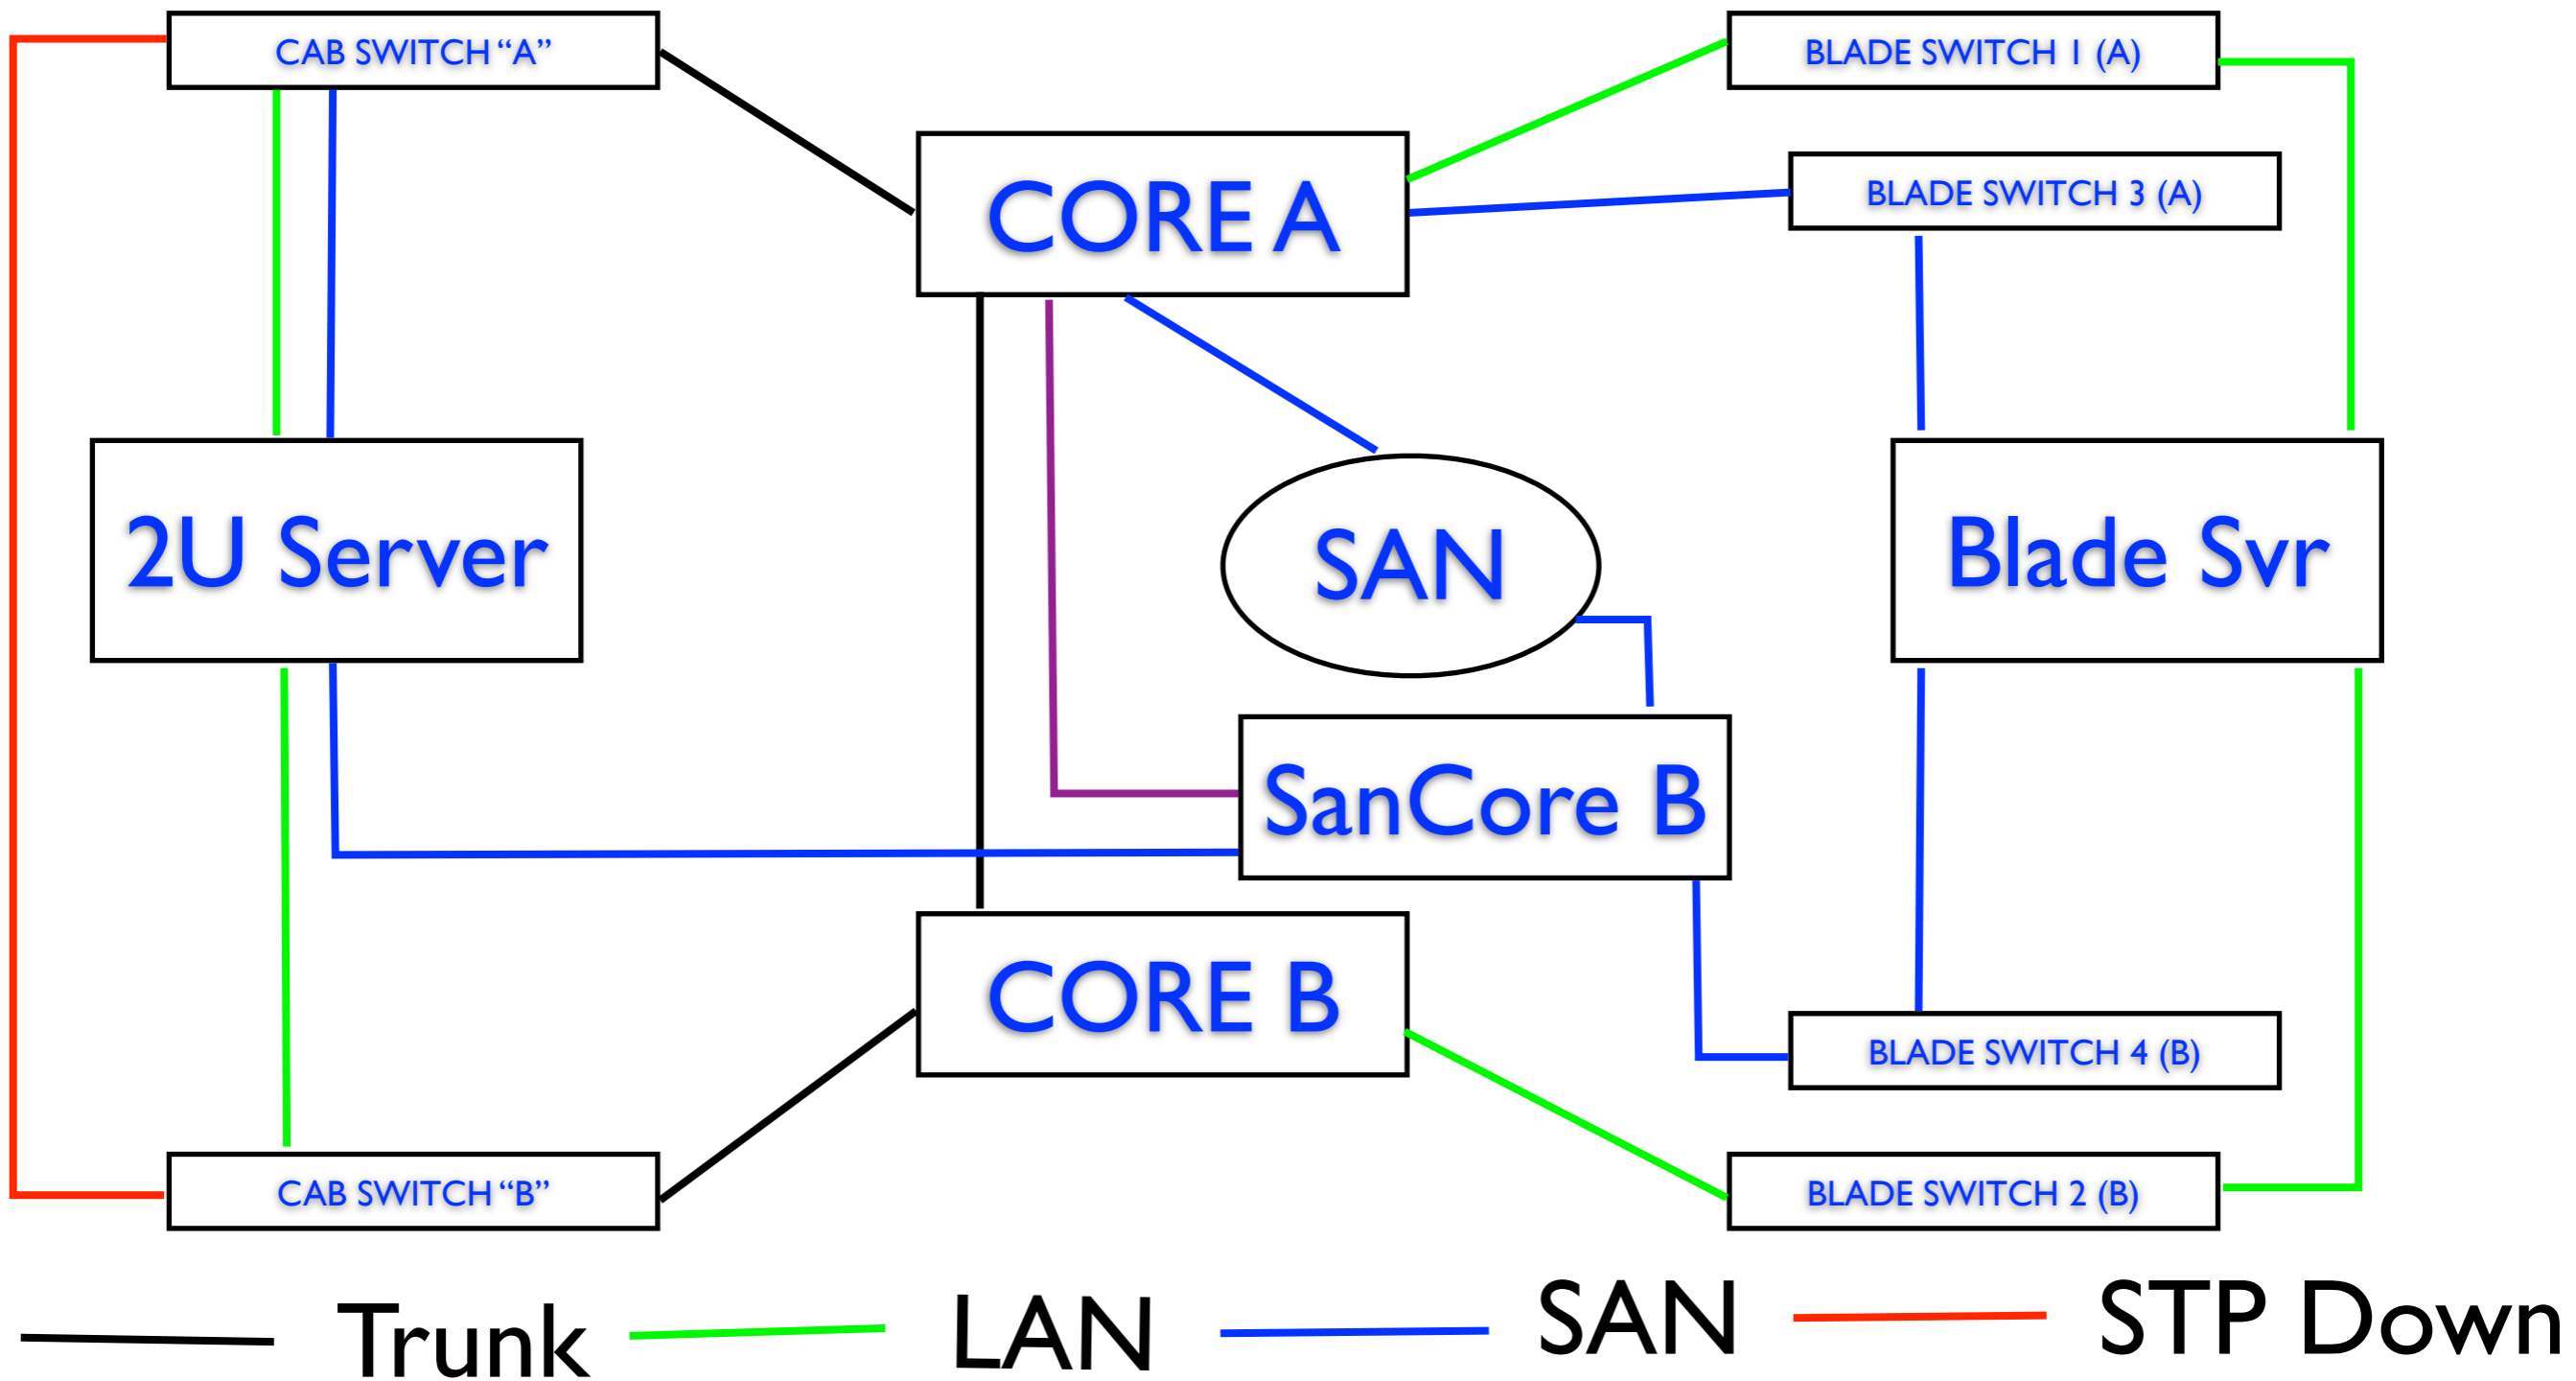 CAB SWITCH “A”
BLADE SWITCH 1 (A)
CORE A
BLADE SWITCH 3 (A)
2U Server
SAN
Blade Svr
SanCore B
CORE B
BLADE SWITCH 4 (B)
CAB SWITCH “B”
BLADE SWITCH 2 (B)
Trunk
LAN
SAN
STP Down